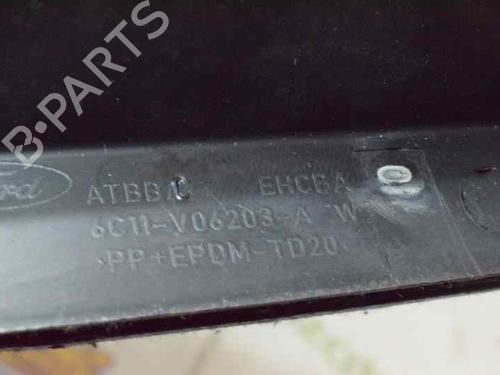 B-PARTS
Ford
ATBB/C EHCBA
6C11-V06203-A W
>PP+EPDM-TD20<